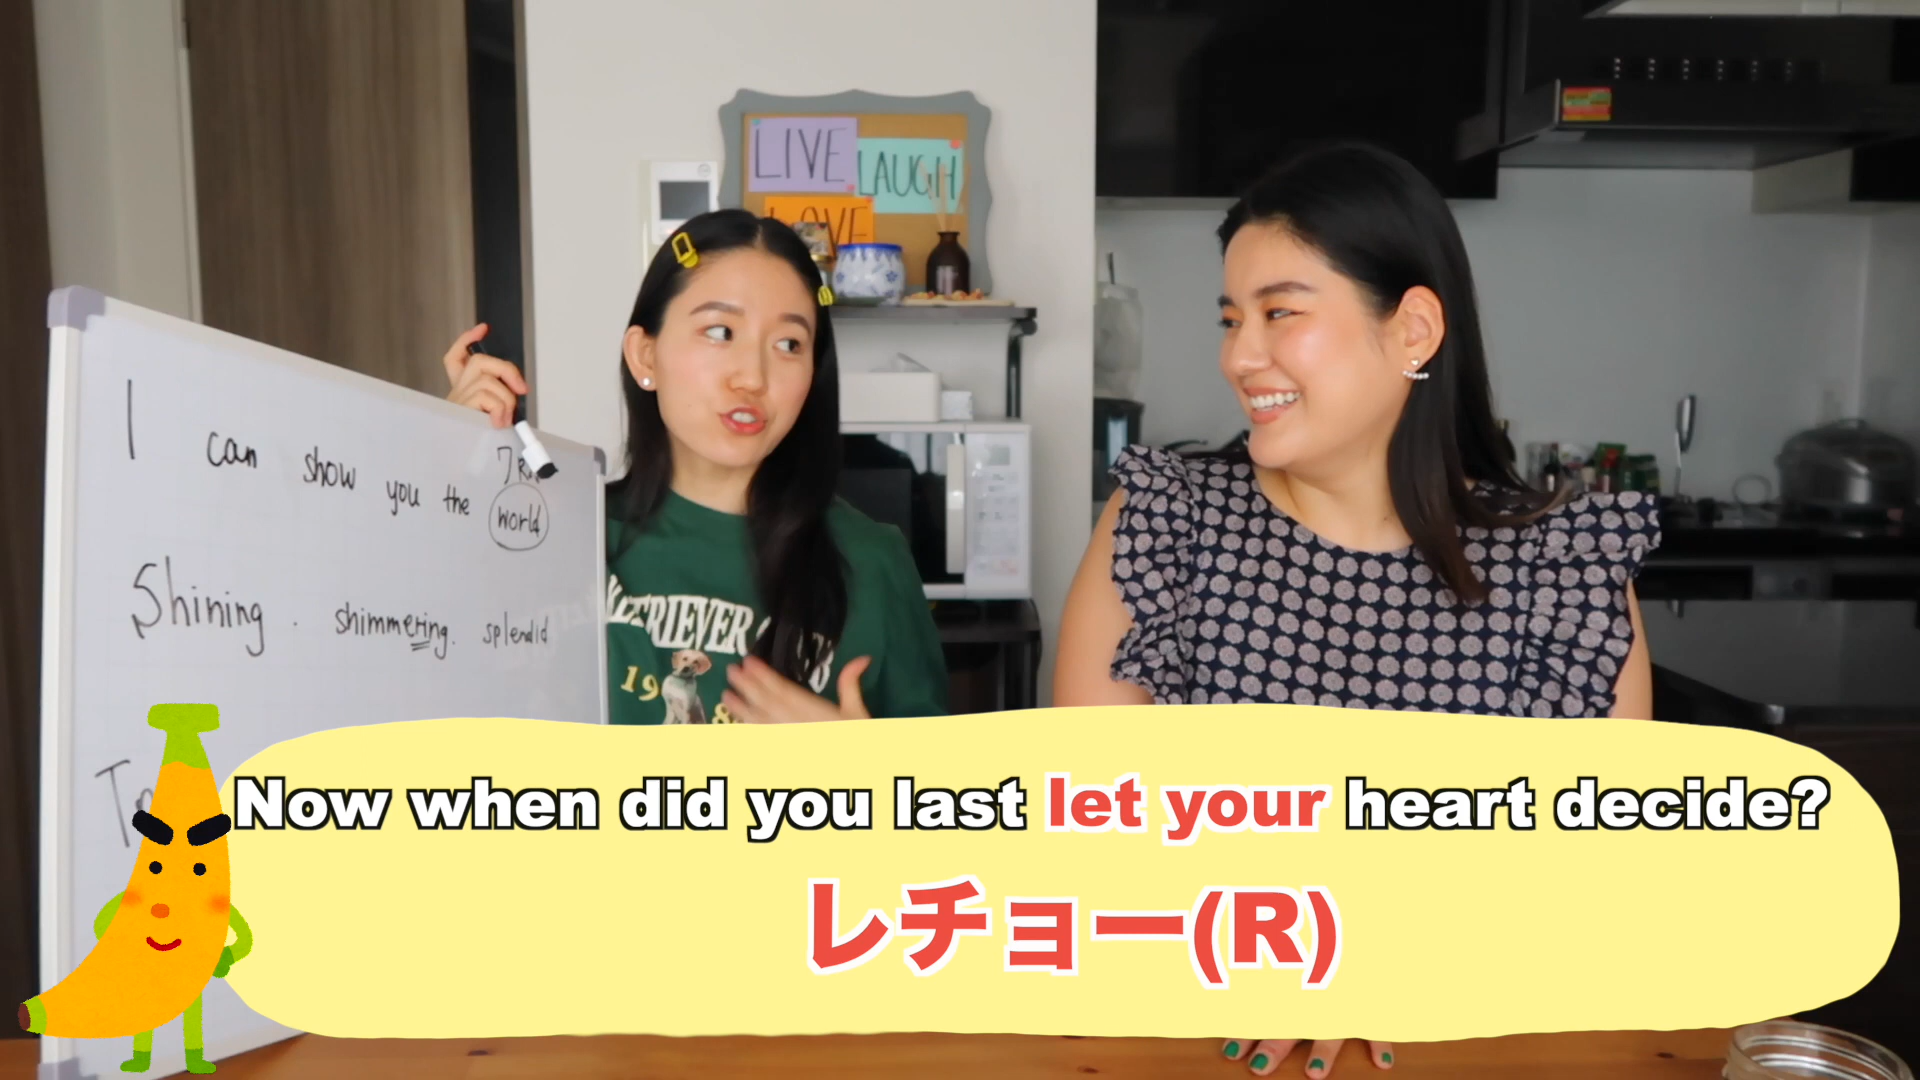 LIVE
LAUGH
LOVE
I can show you the world
Shining. shimmering. splendid
19
Now when did you last let your heart decide?
レチョー(R)